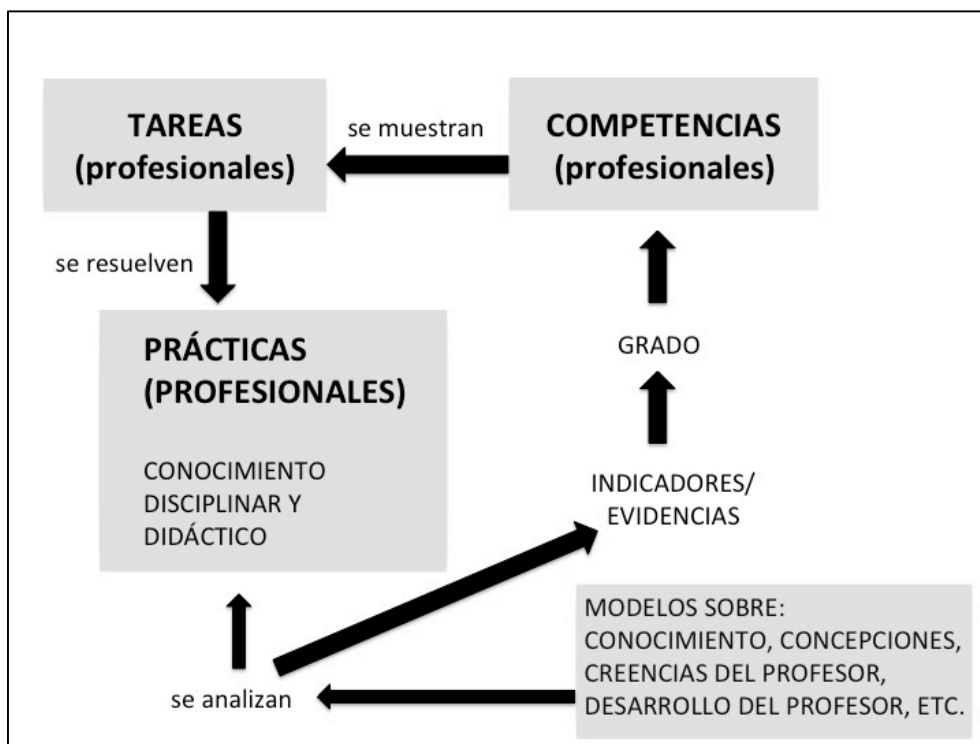 TAREAS
(profesionales)
se muestran
COMPETENCIAS
(profesionales)
se resuelven
PRÁCTICAS
(PROFESIONALES)
CONOCIMIENTO
DISCIPLINAR Y
DIDÁCTICO
GRADO
INDICADORES/
EVIDENCIAS
se analizan
MODELOS SOBRE:
CONOCIMIENTO, CONCEPCIONES,
CREENCIAS DEL PROFESOR,
DESARROLLO DEL PROFESOR, ETC.